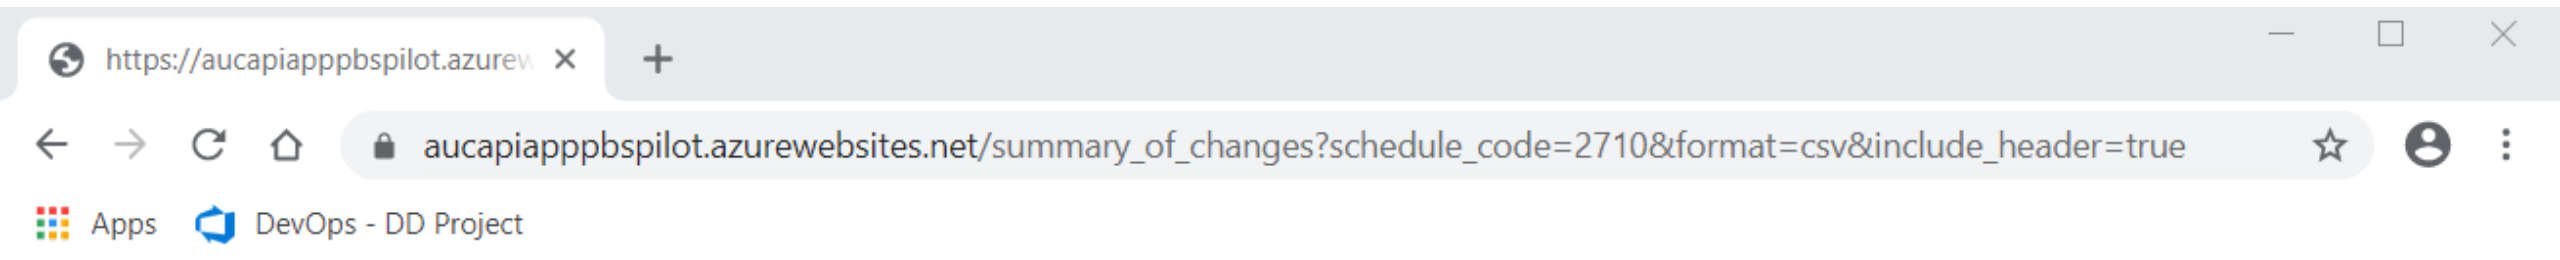 https://aucapiapppbspilot.azurew
aucapiapppbspilot.azurewebsites.net/summary_of_changes?schedule_code=2710&format=csv&include_header=true
Apps DevOps - DD Project